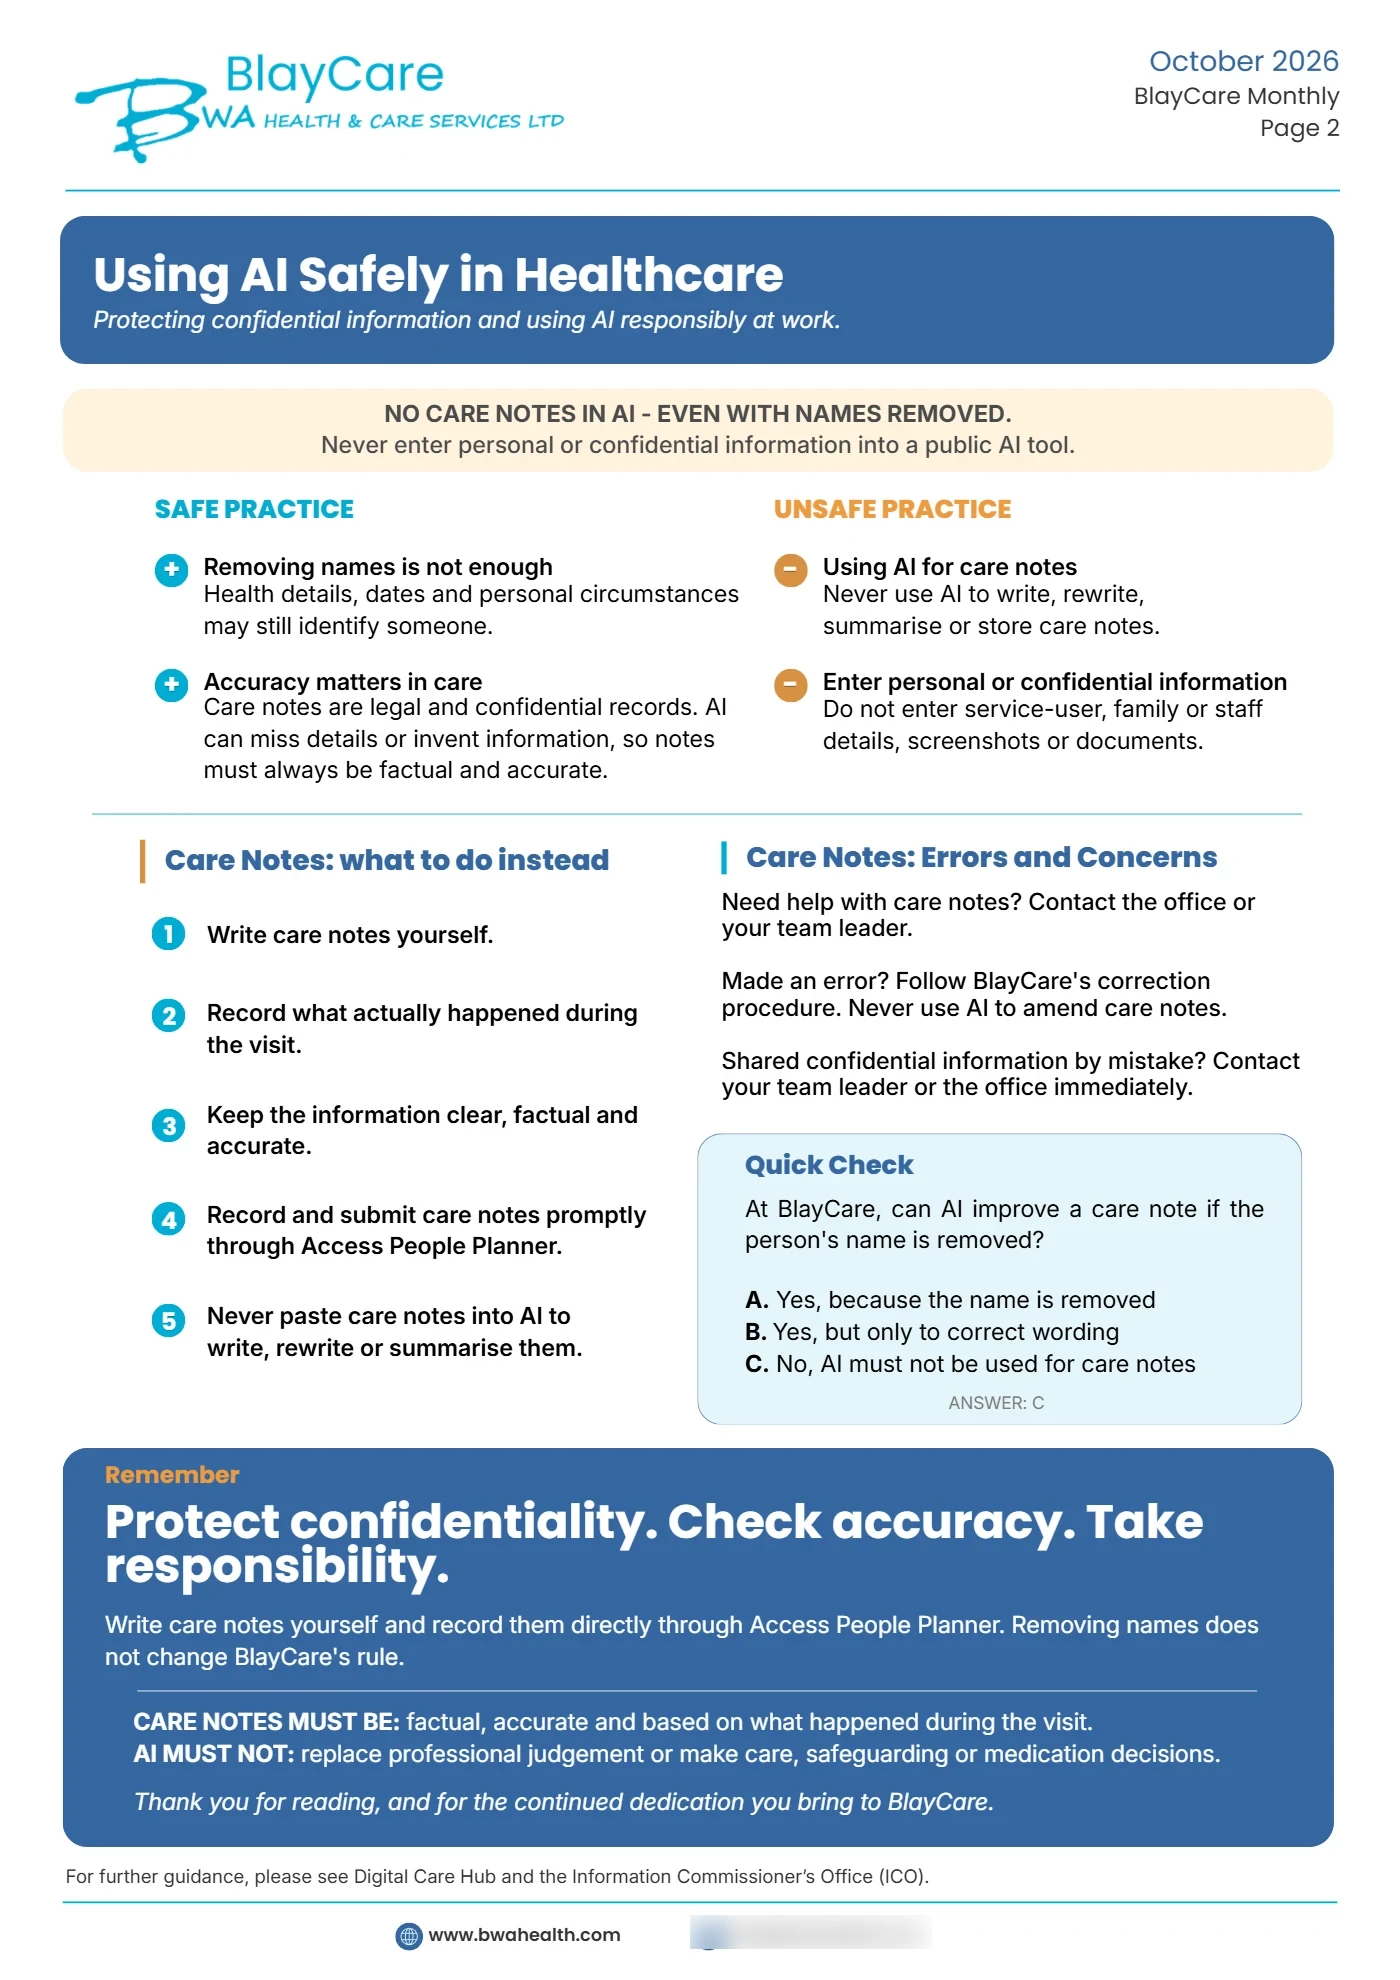 BlayCare
BWA HEALTH & CARE SERVICES LTD
October 2026
BlayCare Monthly
Page 2
Using AI Safely in Healthcare
Protecting confidential information and using AI responsibly at work.
NO CARE NOTES IN AI - EVEN WITH NAMES REMOVED.
Never enter personal or confidential information into a public AI tool.
SAFE PRACTICE
+ Removing names is not enough
Health details, dates and personal circumstances
may still identify someone.
+ Accuracy matters in care
Care notes are legal and confidential records. AI
can miss details or invent information, so notes
must always be factual and accurate.
UNSAFE PRACTICE
- Using AI for care notes
Never use AI to write, rewrite,
summarise or store care notes.
- Enter personal or confidential information
Do not enter service-user, family or staff
details, screenshots or documents.
Care Notes: what to do instead
1 Write care notes yourself.
2 Record what actually happened during
the visit.
3 Keep the information clear, factual and
accurate.
4 Record and submit care notes promptly
through Access People Planner.
5 Never paste care notes into AI to
write, rewrite or summarise them.
Care Notes: Errors and Concerns
Need help with care notes? Contact the office or
your team leader.
Made an error? Follow BlayCare's correction
procedure. Never use AI to amend care notes.
Shared confidential information by mistake? Contact
your team leader or the office immediately.
Quick Check
At BlayCare, can AI improve a care note if the
person's name is removed?
A. Yes, because the name is removed
B. Yes, but only to correct wording
C. No, AI must not be used for care notes
ANSWER: C
Remember
Protect confidentiality. Check accuracy. Take
responsibility.
Write care notes yourself and record them directly through Access People Planner. Removing names does
not change BlayCare's rule.
CARE NOTES MUST BE: factual, accurate and based on what happened during the visit.
AI MUST NOT: replace professional judgement or make care, safeguarding or medication decisions.
Thank you for reading, and for the continued dedication you bring to BlayCare.
For further guidance, please see Digital Care Hub and the Information Commissioner’s Office (ICO).
www.bwahealth.com